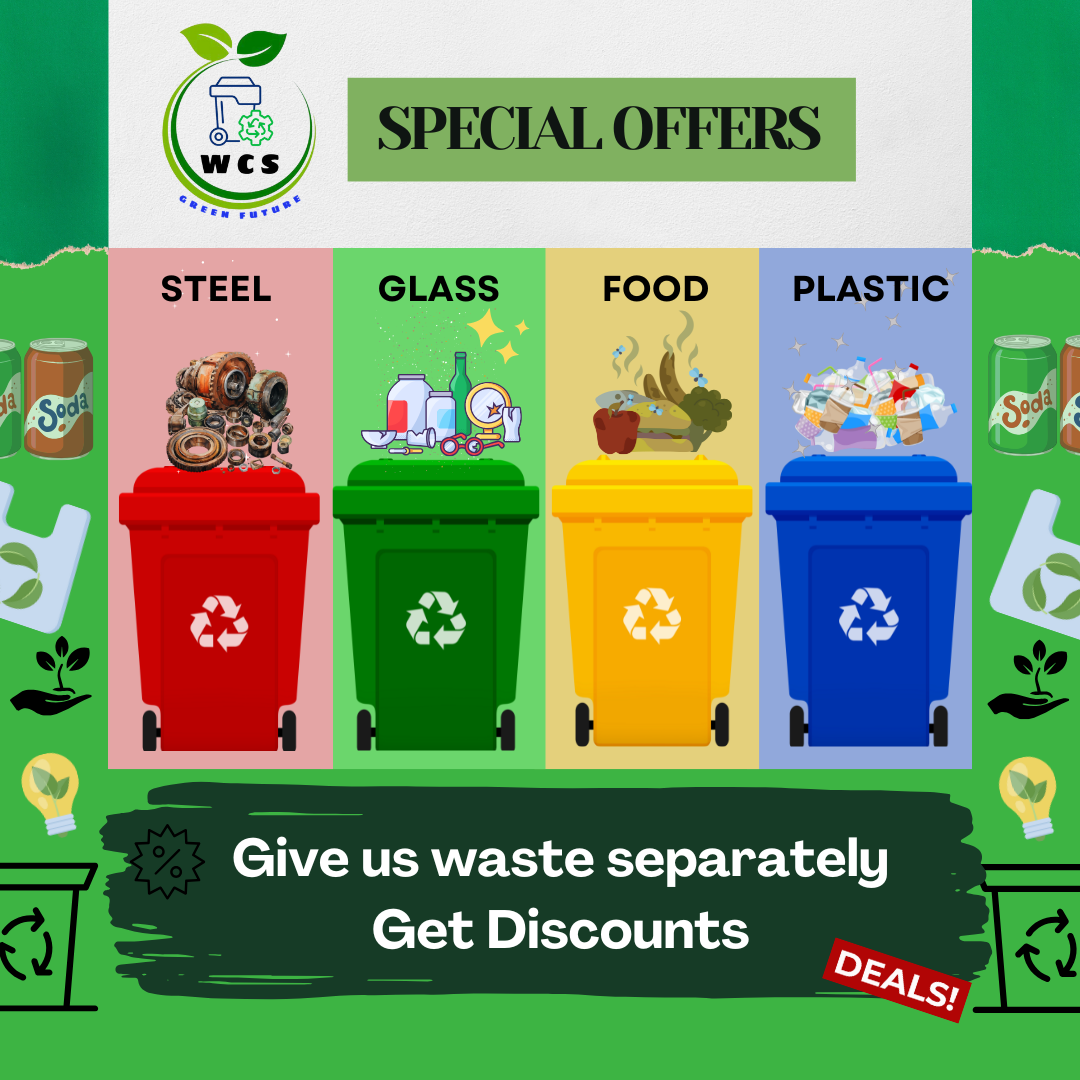 WCS
GREEN FUTURE
SPECIAL OFFERS
STEEL
GLASS
FOOD
PLASTIC
Soda
Soda
%
Give us waste separately
Get Discounts
DEALS!